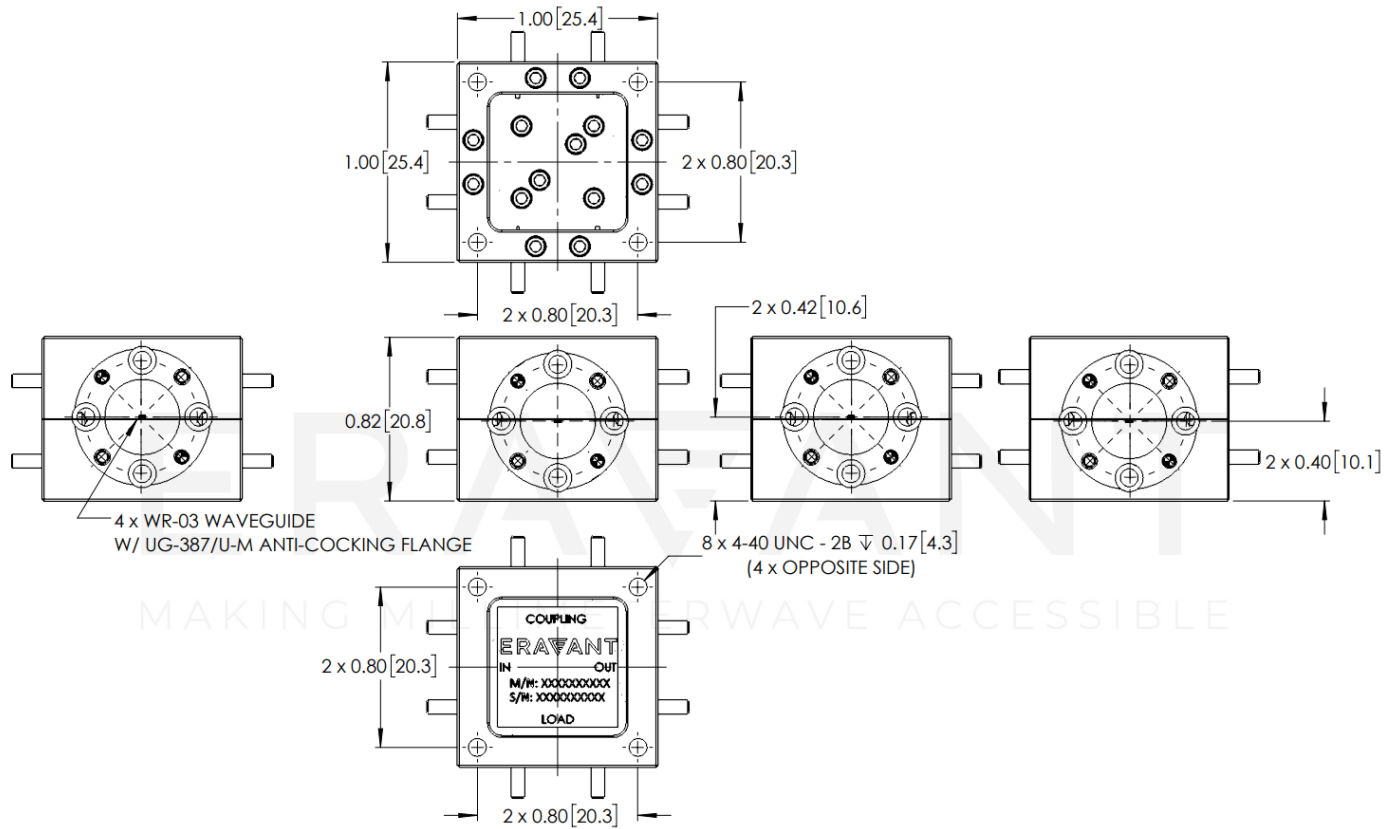 1.00[25.4]
1.00[25.4]
2 x 0.80[20.3]
2 x 0.80[20.3]
2 x 0.42[10.6]
0.82[20.8]
2 x 0.40[10.1]
4 x WR-03 WAVEGUIDE
W/ UG-387/U-M ANTI-COCKING FLANGE
8 x 4-40 UNC - 2B ↧ 0.17[4.3]
(4 x OPPOSITE SIDE)
ERAVANT
MAKING MILLIMETERWAVE ACCESSIBLE
2 x 0.80[20.3]
COUPLING
ERAVANT
IN OUT
M/N: XXXXXXXXXX
S/N: XXXXXXXXXX
LOAD
2 x 0.80[20.3]